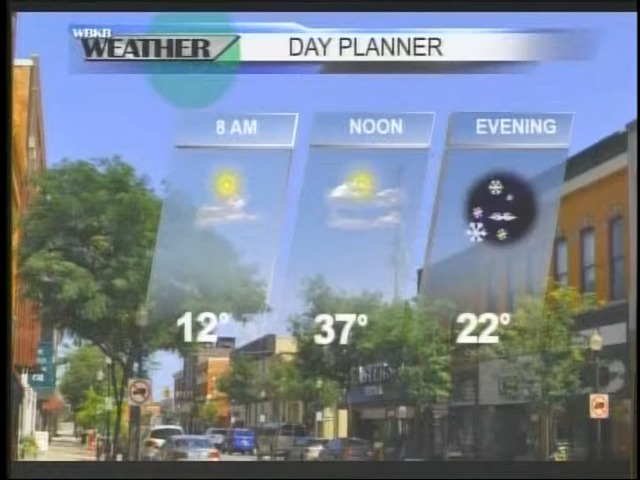 WBKB
WEATHER
DAY PLANNER
8 AM
NOON
EVENING
12°
37°
22°